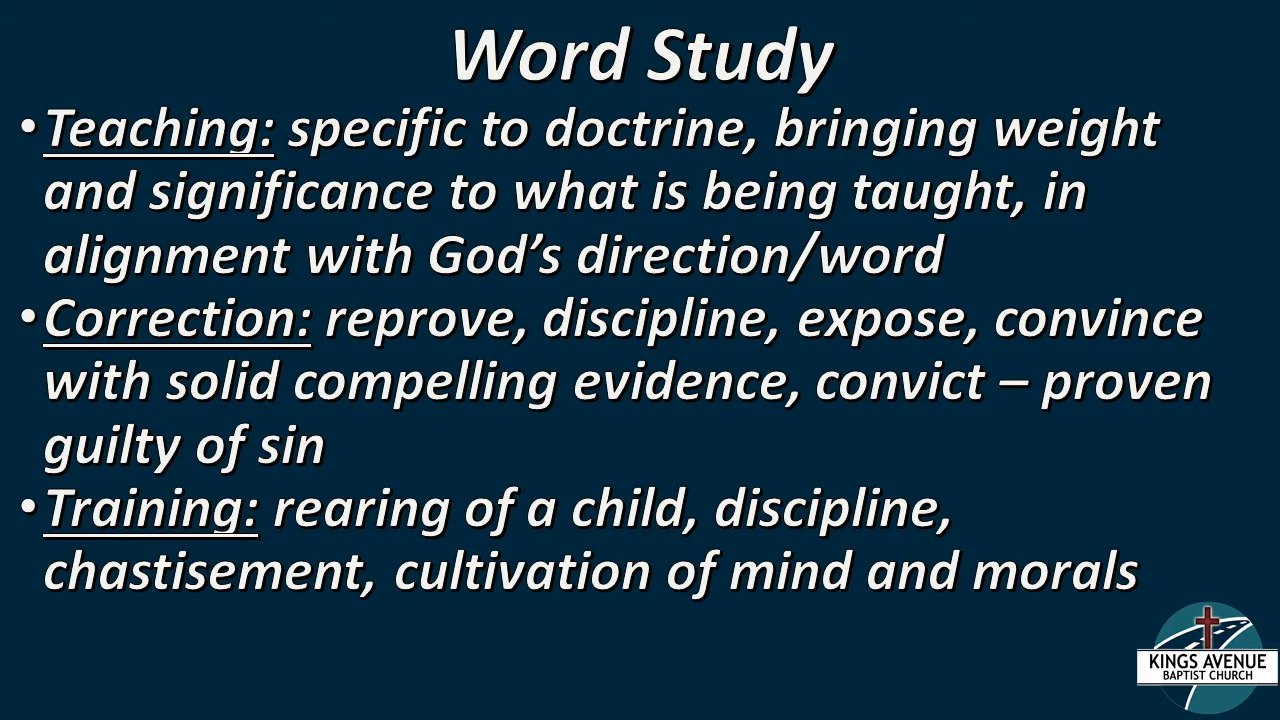 Word Study
• Teaching: specific to doctrine, bringing weight
and significance to what is being taught, in
alignment with God’s direction/word
• Correction: reprove, discipline, expose, convince
with solid compelling evidence, convict – proven
guilty of sin
• Training: rearing of a child, discipline,
chastisement, cultivation of mind and morals
KINGS AVENUE
BAPTIST CHURCH